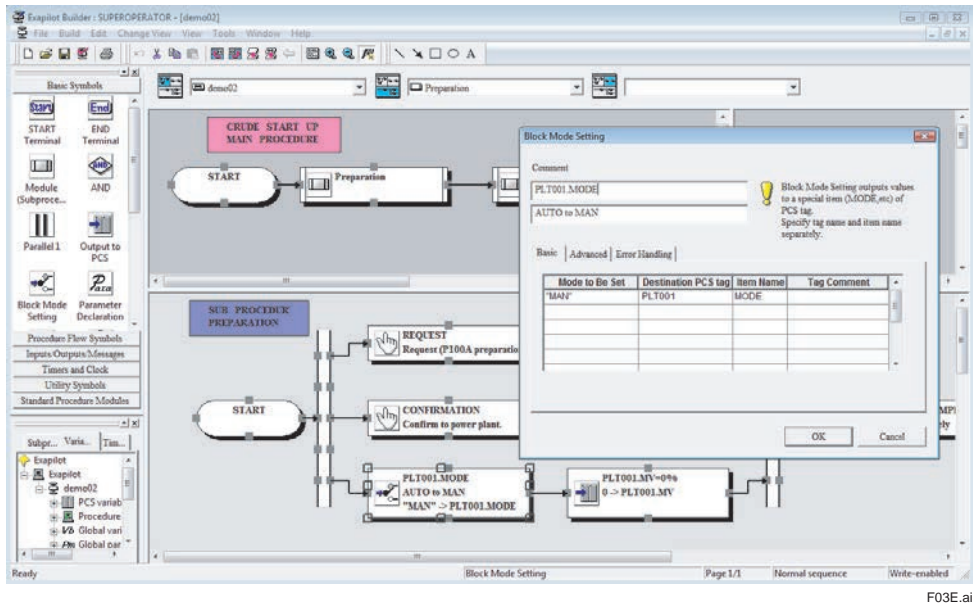 Exapilot Builder : SUPEROPERATOR - [demo02]
File Build Edit Change View View Tools Window Help
Basic Symbols
START
Terminal
END
Terminal
Module
(Subproce...
AND
Parallel 1
Output to
PCS
Block Mode
Setting
Parameter
Declaration
Procedure Flow Symbols
Inputs/Outputs/Messages
Timers and Clock
Utility Symbols
Standard Procedure Modules
Subpr... Varia... Tim...
Exapilot
Exapilot
demo02
PCS variab
Procedure
Global vari
Global par
demo02
Preparation
CRUDE START UP
MAIN PROCEDURE
START
Preparation
SUB PROCEDUR
PREPARATION
START
REQUEST
Request (P100A preparatio
CONFIRMATION
Confirm to power plant.
PLT001.MODE
AUTO to MAN
"MAN" -> PLT001.MODE
PLT001.MV=0%
0 -> PLT001.MV
Block Mode Setting
Comment
PLT001.MODE
AUTO to MAN
Block Mode Setting outputs values
to a special item (MODE,etc) of
PCS tag.
Specify tag name and item name
separately.
Basic Advanced Error Handling
Mode to Be Set Destination PCS tag Item Name Tag Comment
"MAN" PLT001 MODE
OK Cancel
Ready Block Mode Setting Page 1/1 Normal sequence Write-enabled
F03E.ai